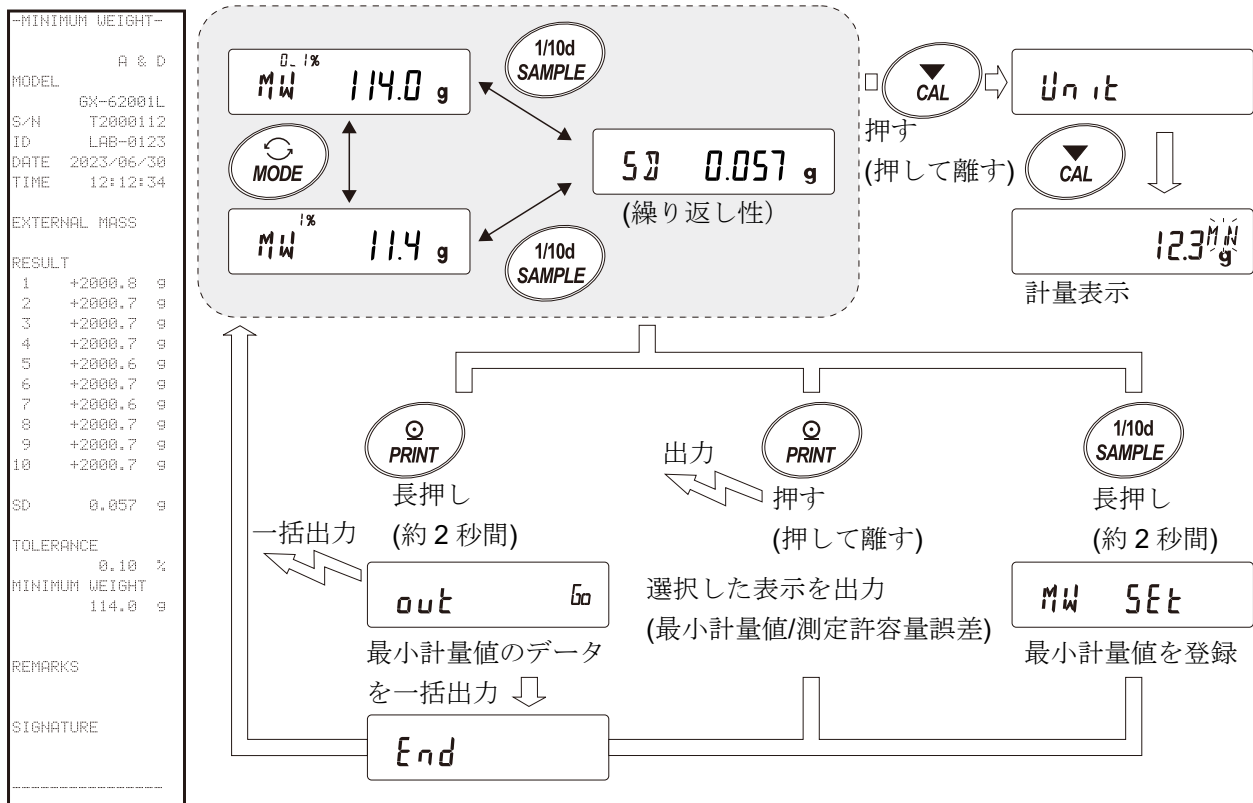 -MINIMUM WEIGHT-
A & D
MODEL
GX-62001L
S/N T2000112
ID LAB-0123
DATE 2023/06/30
TIME 12:12:34
EXTERNAL MASS
RESULT
1 +2000.8 g
2 +2000.7 g
3 +2000.7 g
4 +2000.7 g
5 +2000.6 g
6 +2000.7 g
7 +2000.6 g
8 +2000.7 g
9 +2000.7 g
10 +2000.7 g
SD 0.057 g
TOLERANCE
0.10 %
MINIMUM WEIGHT
114.0 g
REMARKS
SIGNATURE
0_1%
MW 114.0 g
1/10d
SAMPLE
MODE
SD 0.057 g
(繰り返し性)
1%
MW 11.4 g
1/10d
SAMPLE
CAL
押す
(押して離す)
Unit
CAL
12.3 MIN g
計量表示
PRINT
長押し
(約 2 秒間)
一括出力
out Go
最小計量値のデータ
を一括出力
End
出力
PRINT
押す
(押して離す)
選択した表示を出力
(最小計量値/測定許容量誤差)
1/10d
SAMPLE
長押し
(約 2 秒間)
MW SEt
最小計量値を登録